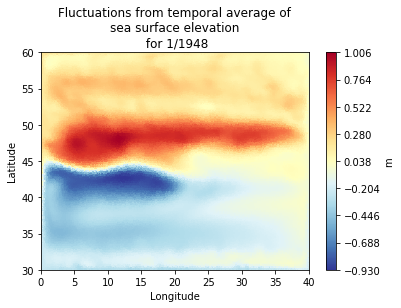 Fluctuations from temporal average of
sea surface elevation
for 1/1948
60
55
50
45
40
35
30
Latitude
0 5 10 15 20 25 30 35 40
Longitude
1.006
0.764
0.522
0.280
0.038
−0.204
−0.446
−0.688
−0.930
m